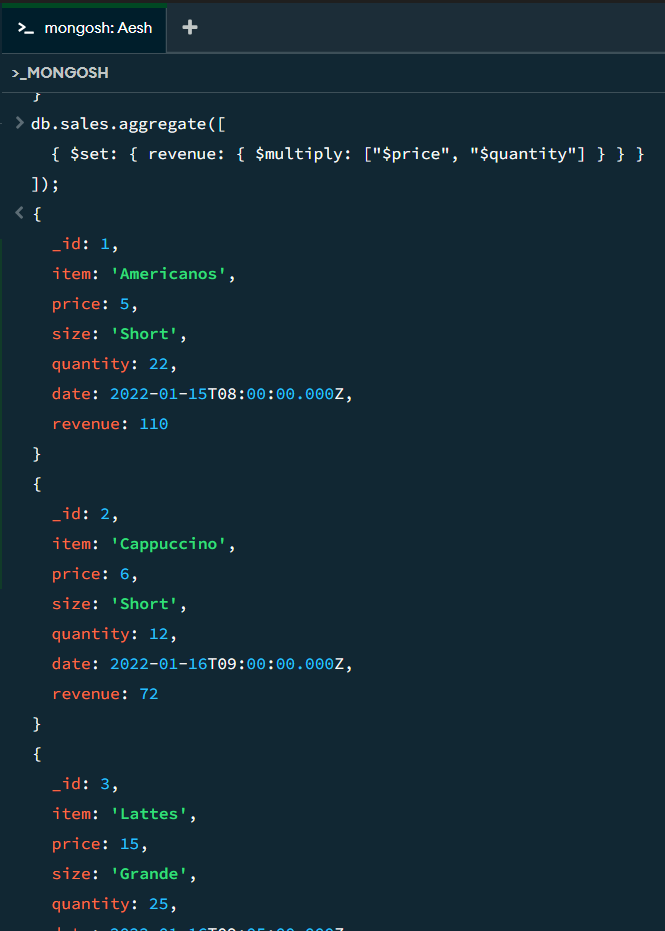 mongosh: Aesh
>_MONGOSH
}
db.sales.aggregate([
{ $set: { revenue: { $multiply: ["$price", "$quantity"] } } }
]);
{
_id: 1,
item: 'Americanos',
price: 5,
size: 'Short',
quantity: 22,
date: 2022-01-15T08:00:00.000Z,
revenue: 110
}
{
_id: 2,
item: 'Cappuccino',
price: 6,
size: 'Short',
quantity: 12,
date: 2022-01-16T09:00:00.000Z,
revenue: 72
}
{
_id: 3,
item: 'Lattes',
price: 15,
size: 'Grande',
quantity: 25,